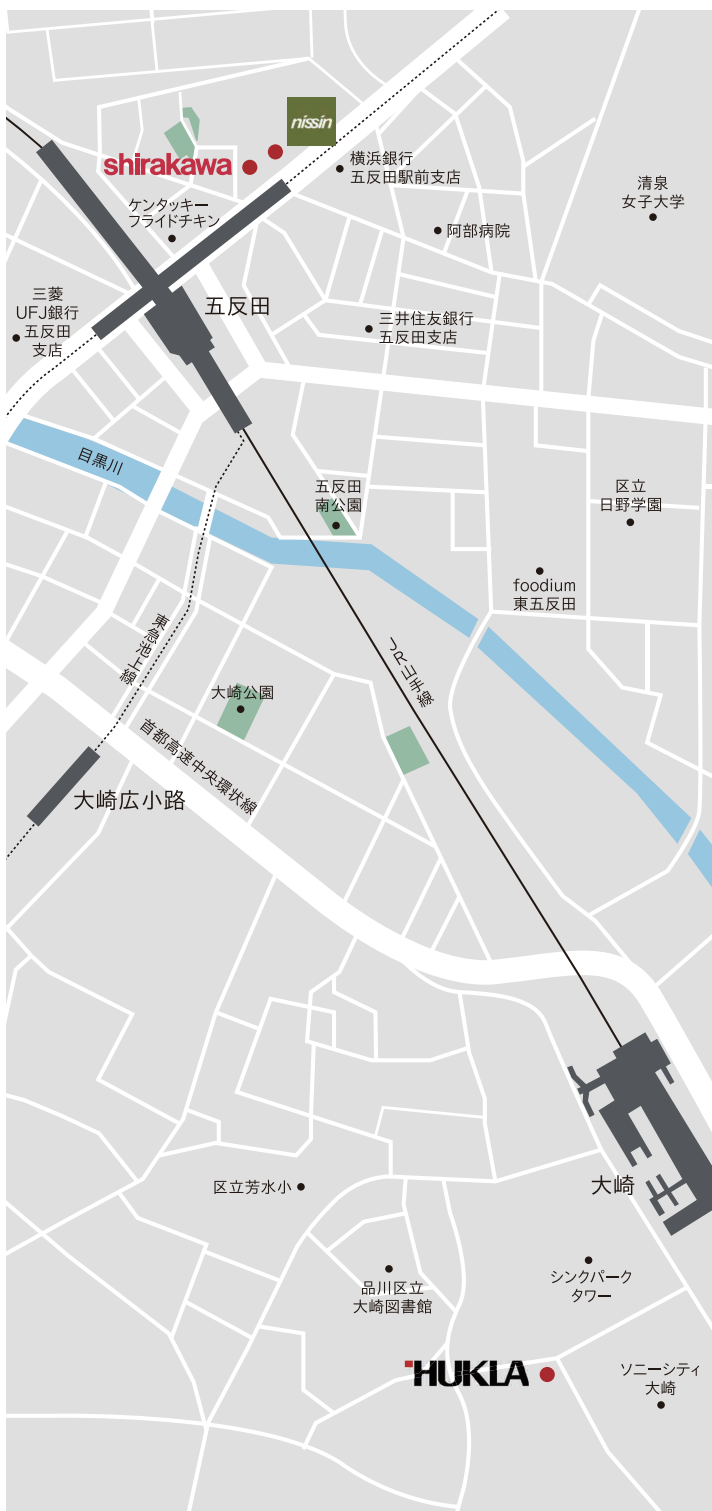 nissin
shirakawa
横浜銀行
五反田駅前支店
清泉
女子大学
ケンタッキー
フライドチキン
阿部病院
三菱
UFJ銀行
五反田
支店
五反田
三井住友銀行
五反田支店
目黒川
五反田
南公園
区立
日野学園
foodium
東五反田
東急池上線
JR山手線
大崎公園
首都高速中央環状線
大崎広小路
大崎
区立芳水小
品川区立
大崎図書館
シンクパーク
タワー
HUKLA
ソニーシティ
大崎